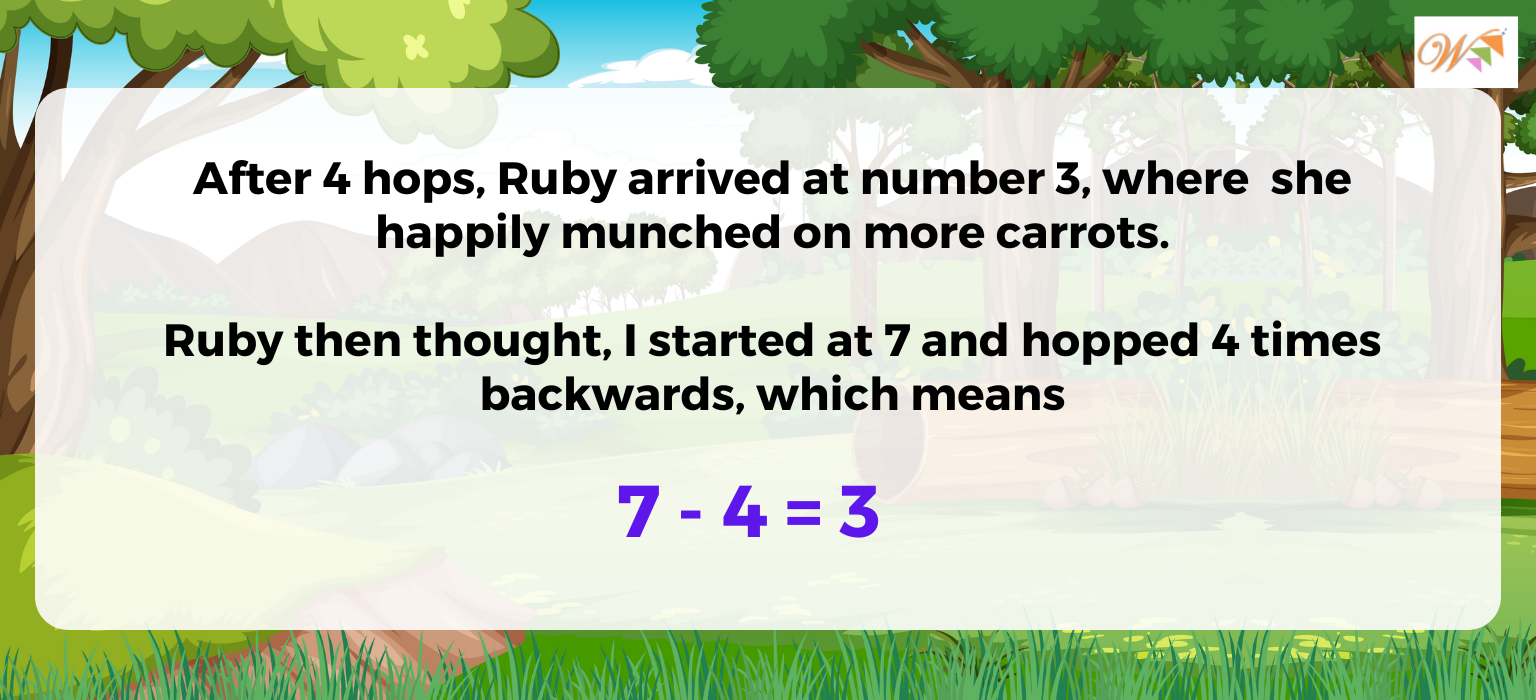 W
After 4 hops, Ruby arrived at number 3, where she
happily munched on more carrots.
Ruby then thought, I started at 7 and hopped 4 times
backwards, which means
7 - 4 = 3